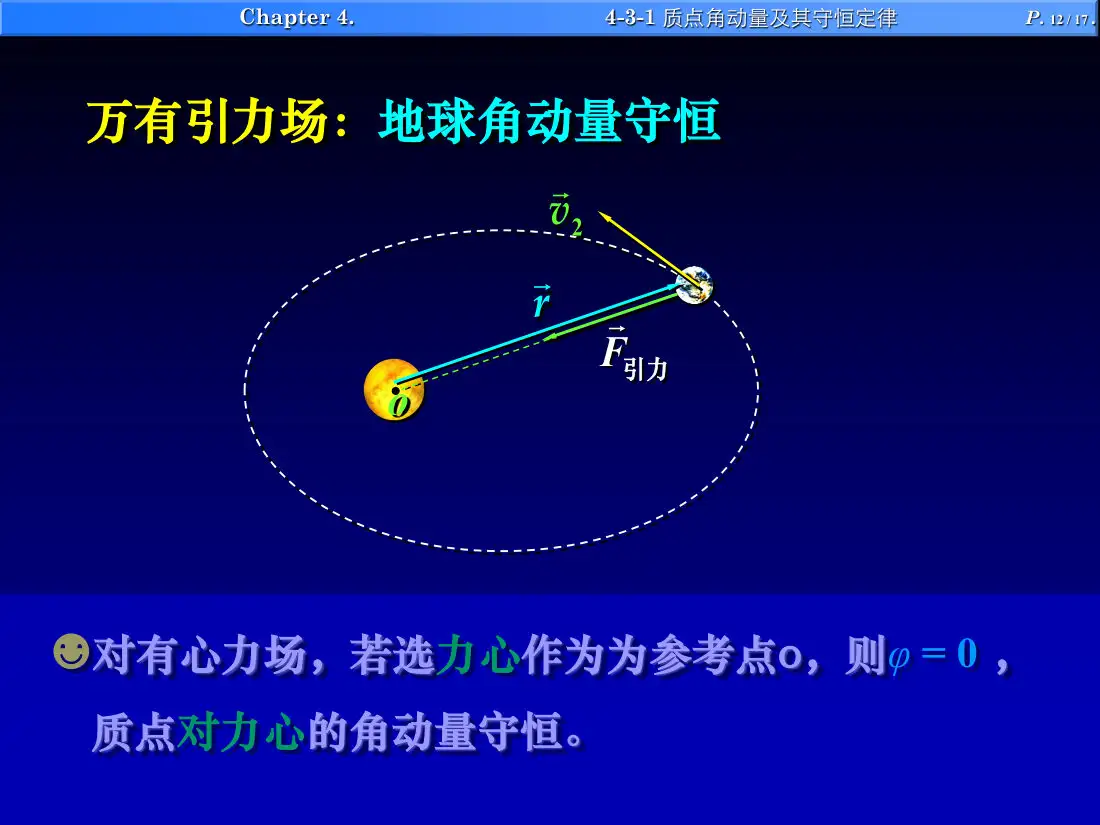 Chapter 4. 4-3-1 质点角动量及其守恒定律 P. 12 / 17 .
万有引力场：地球角动量守恒
v⃗₂
r⃗
F⃗引力
o
对有心力场，若选力心作为为参考点o，则φ = 0 ，
质点对力心的角动量守恒。